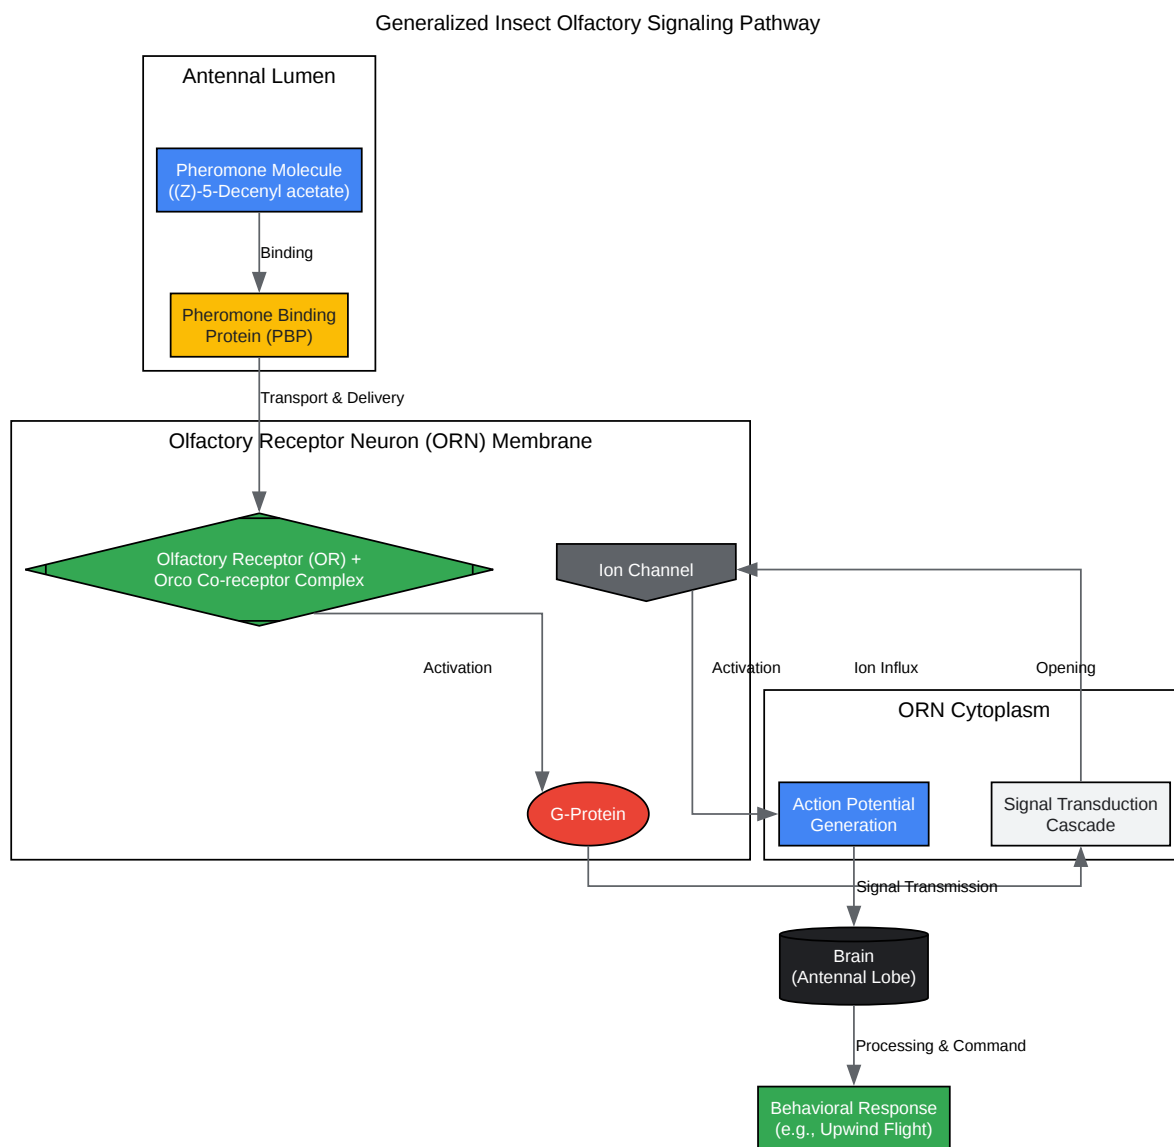 Generalized Insect Olfactory Signaling Pathway
Antennal Lumen
Pheromone Molecule
((Z)-5-Decenyl acetate)
Binding
Pheromone Binding
Protein (PBP)
Transport & Delivery
Olfactory Receptor Neuron (ORN) Membrane
Olfactory Receptor (OR) +
Orco Co-receptor Complex
Ion Channel
Activation
Activation
Ion Influx
Opening
ORN Cytoplasm
G-Protein
Action Potential
Generation
Signal Transduction
Cascade
Signal Transmission
Brain
(Antennal Lobe)
Processing & Command
Behavioral Response
(e.g., Upwind Flight)